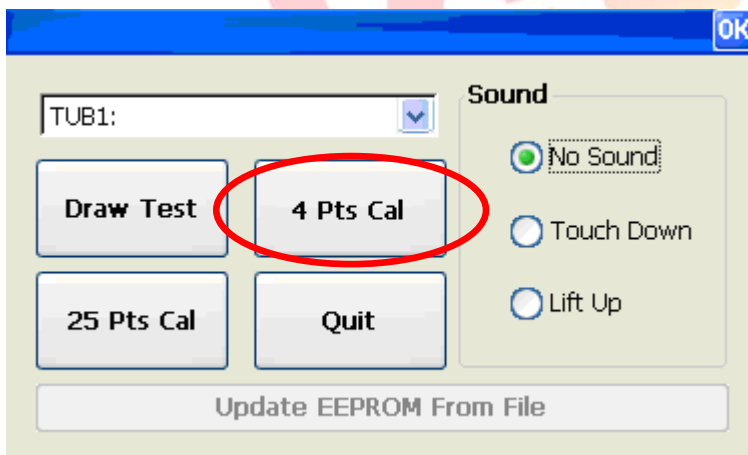 OK
TUB1:
Sound
No Sound
Draw Test
4 Pts Cal
Touch Down
25 Pts Cal
Quit
Lift Up
Update EEPROM From File